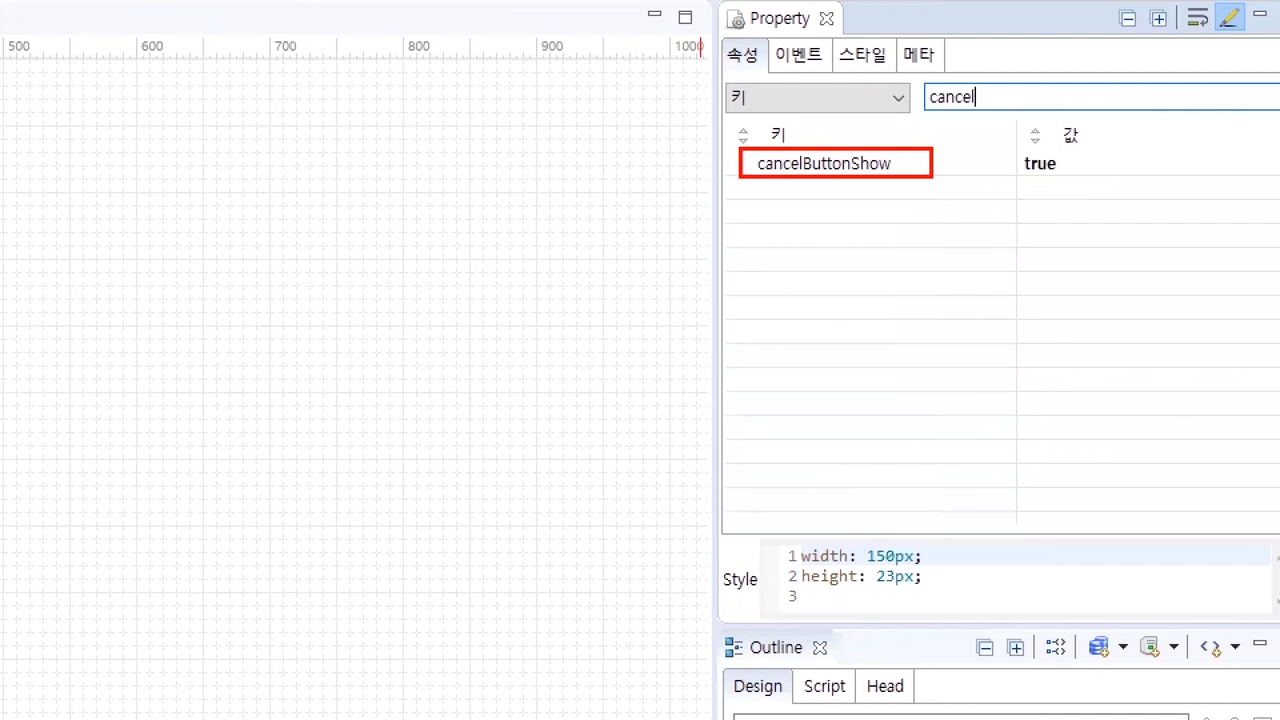 Property
500 600 700 800 900 1000
속성 이벤트 스타일 메타
키 cancel
키 값
cancelButtonShow true
Style
1 width: 150px;
2 height: 23px;
3
Outline
Design Script Head